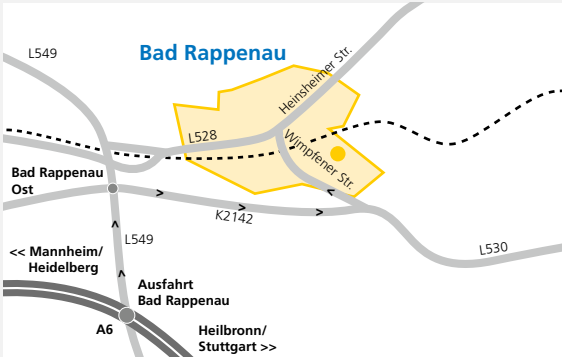 L549
Bad Rappenau
Heinsheimer Str.
L528
Wimpfener Str.
Bad Rappenau
Ost
>
>
>
>
K2142
L549
>
>
L530
<< Mannheim/
Heidelberg
Ausfahrt
Bad Rappenau
A6
Heilbronn/
Stuttgart >>